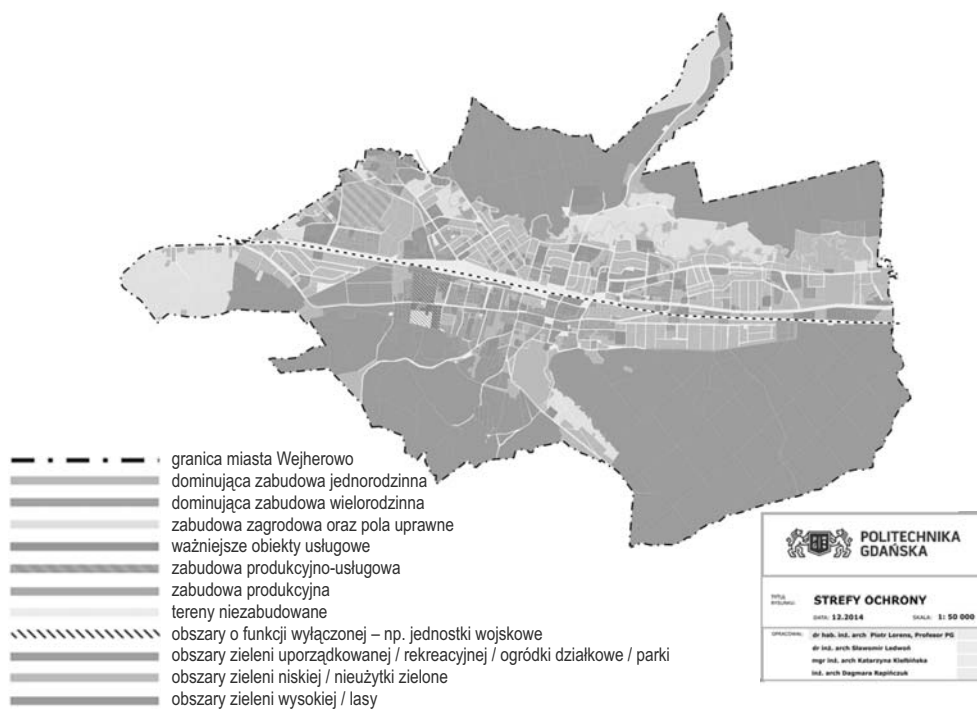 granica miasta Wejherowo
dominująca zabudowa jednorodzinna
dominująca zabudowa wielorodzinna
zabudowa zagrodowa oraz pola uprawne
ważniejsze obiekty usługowe
zabudowa produkcyjno-usługowa
zabudowa produkcyjna
tereny niezabudowane
obszary o funkcji wyłączonej – np. jednostki wojskowe
obszary zieleni uporządkowanej / rekreacyjnej / ogródki działkowe / parki
obszary zieleni niskiej / nieużytki zielone
obszary zieleni wysokiej / lasy
POLITECHNIKA
GDAŃSKA
TYTUŁ
RYSUNKU:
STREFY OCHRONY
DATA: 12.2014 SKALA: 1: 50 000
OPRACOWAŁ: dr hab. inż. arch Piotr Lorens, Profesor PG
dr inż. arch Sławomir Ledwoń
mgr inż. arch Katarzyna Kiełbińska
inż. arch Dagmara Rapińczuk